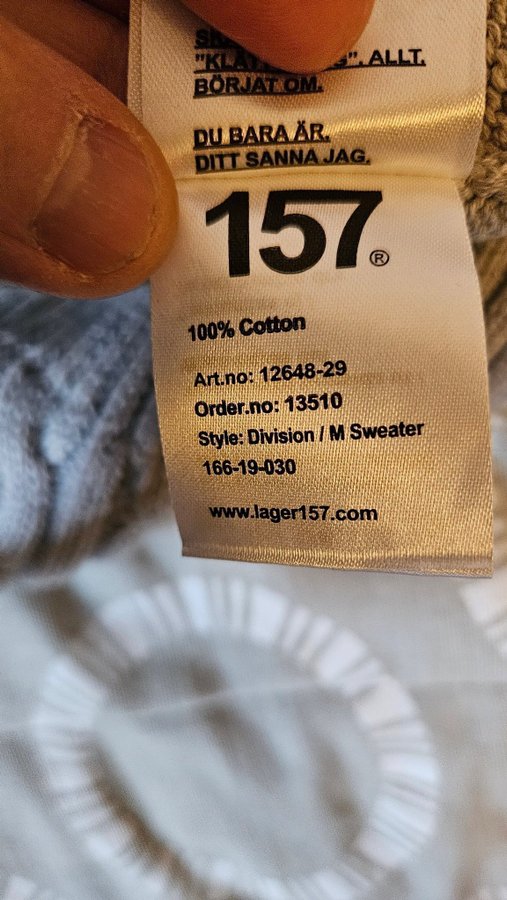 ALLT.
BÖRJAT OM.
DU BARA ÄR.
DITT SANNA JAG.
157®
100% Cotton
Art.no: 12648-29
Order.no: 13510
Style: Division / M Sweater
166-19-030
www.lager157.com